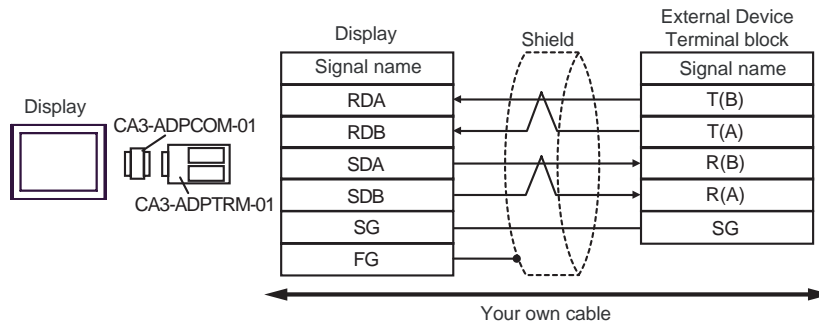 Display
CA3-ADPCOM-01
CA3-ADPTRM-01
Display
Shield
External Device
Terminal block
Signal name
Signal name
RDA
T(B)
RDB
T(A)
SDA
R(B)
SDB
R(A)
SG
SG
FG
Your own cable